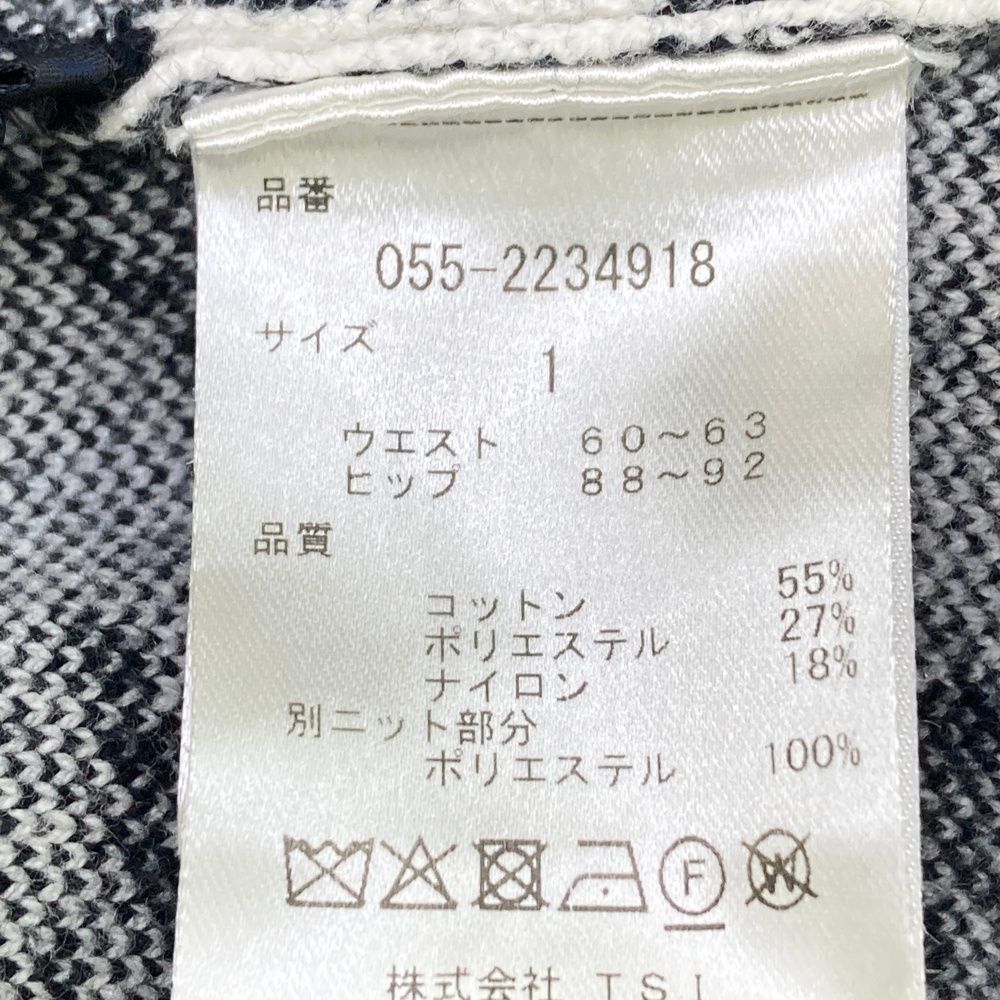 品番
055-2234918
サイズ
1
ウエスト 60~63
ヒップ 88~92
品質
コットン 55%
ポリエステル 27%
ナイロン 18%
別ニット部分
ポリエステル 100%
F W
株式会社 TSI